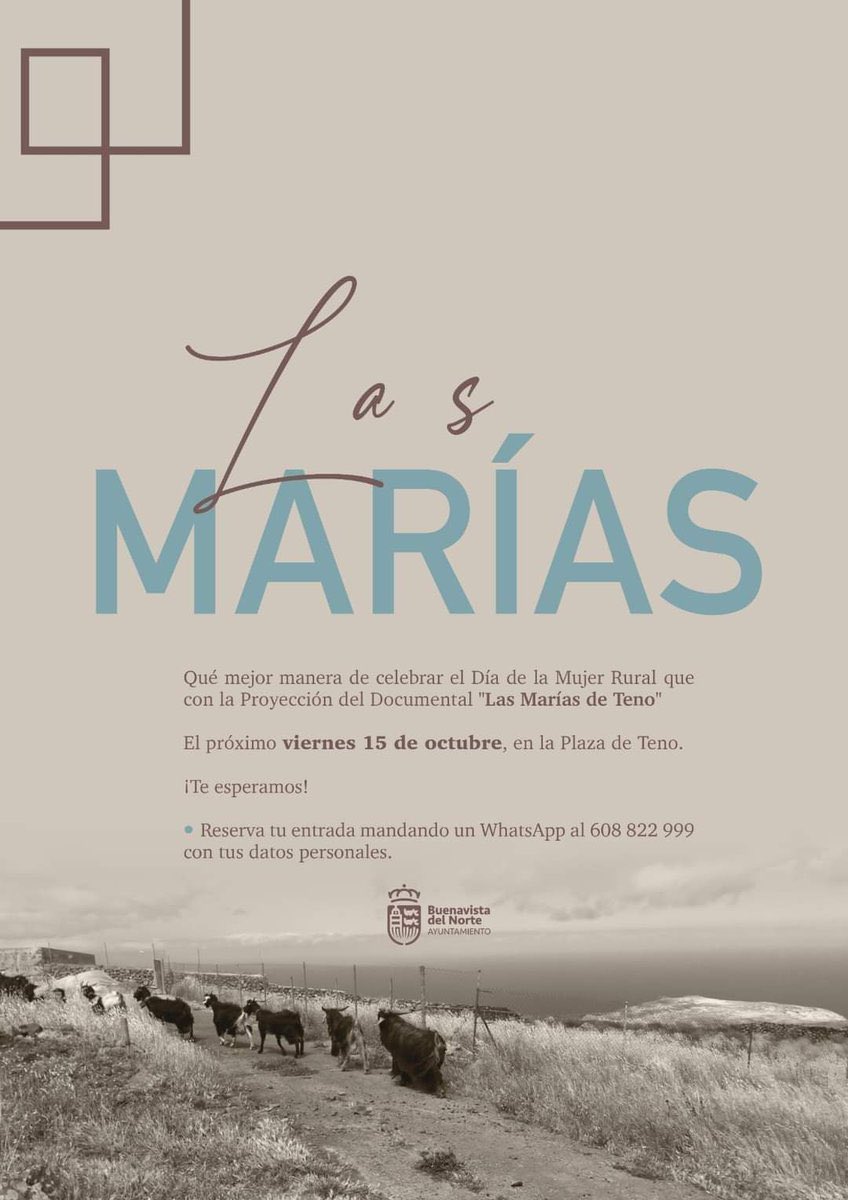 Las
MARÍAS
Qué mejor manera de celebrar el Día de la Mujer Rural que
con la Proyección del Documental "Las Marías de Teno"
El próximo viernes 15 de octubre, en la Plaza de Teno.
¡Te esperamos!
• Reserva tu entrada mandando un WhatsApp al 608 822 999
con tus datos personales.
Buenavista
del Norte
AYUNTAMIENTO